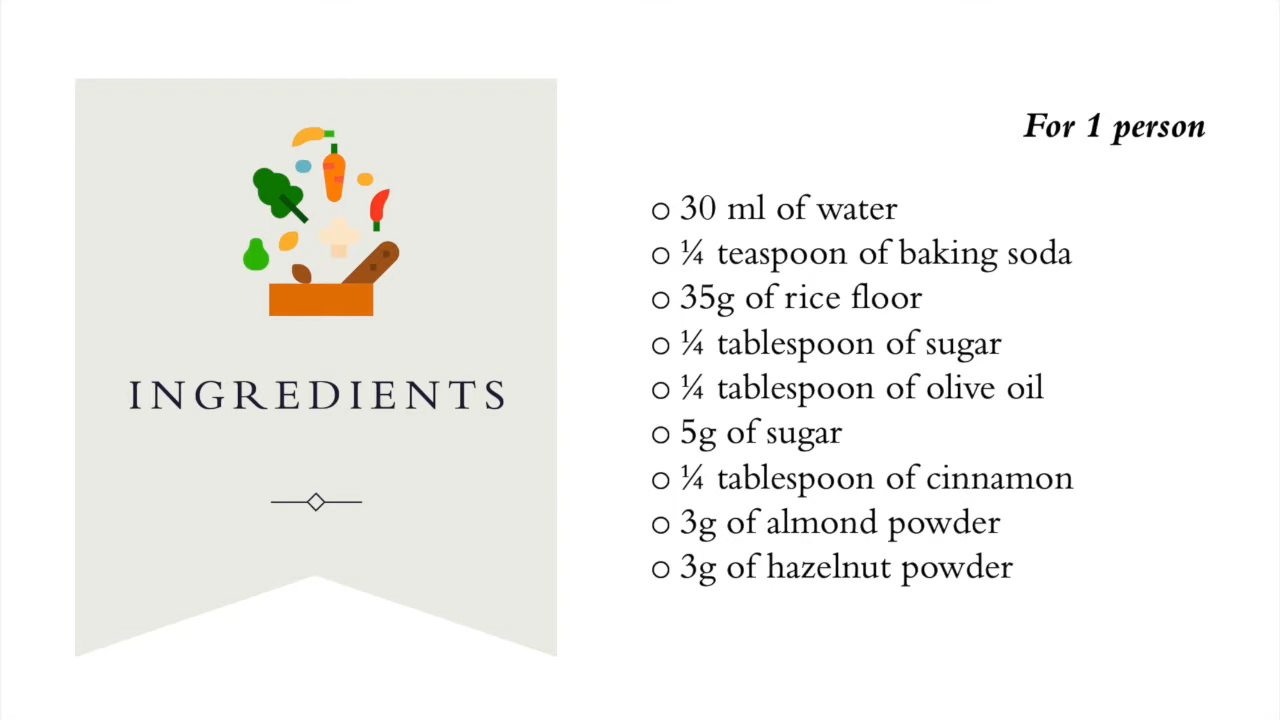 INGREDIENTS
For 1 person
○ 30 ml of water
○ ¼ teaspoon of baking soda
○ 35g of rice floor
○ ¼ tablespoon of sugar
○ ¼ tablespoon of olive oil
○ 5g of sugar
○ ¼ tablespoon of cinnamon
○ 3g of almond powder
○ 3g of hazelnut powder